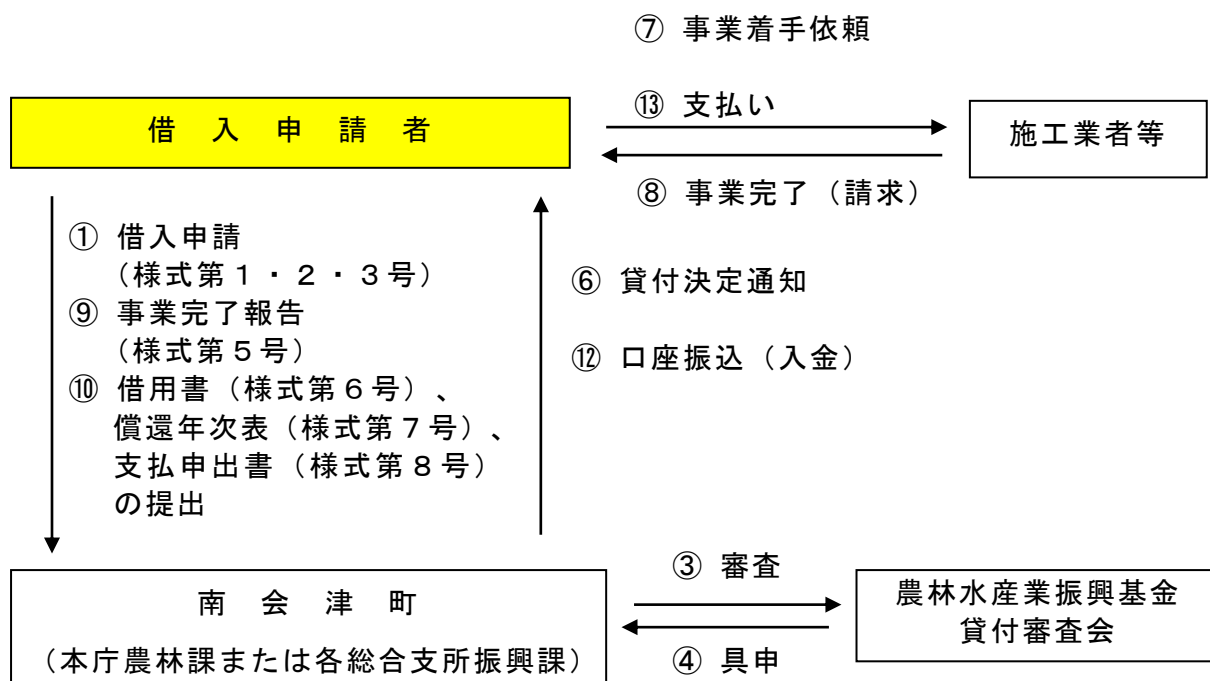 ⑦ 事業着手依頼
借入申請者
⑬ 支払い
施工業者等
⑧ 事業完了（請求）
① 借入申請
（様式第１・２・３号）
⑨ 事業完了報告
（様式第５号）
⑩ 借用書（様式第６号）、
償還年次表（様式第７号）、
支払申出書（様式第８号）
の提出
⑥ 貸付決定通知
⑫ 口座振込（入金）
南会津町
（本庁農林課または各総合支所振興課）
③ 審査
④ 具申
農林水産業振興基金
貸付審査会